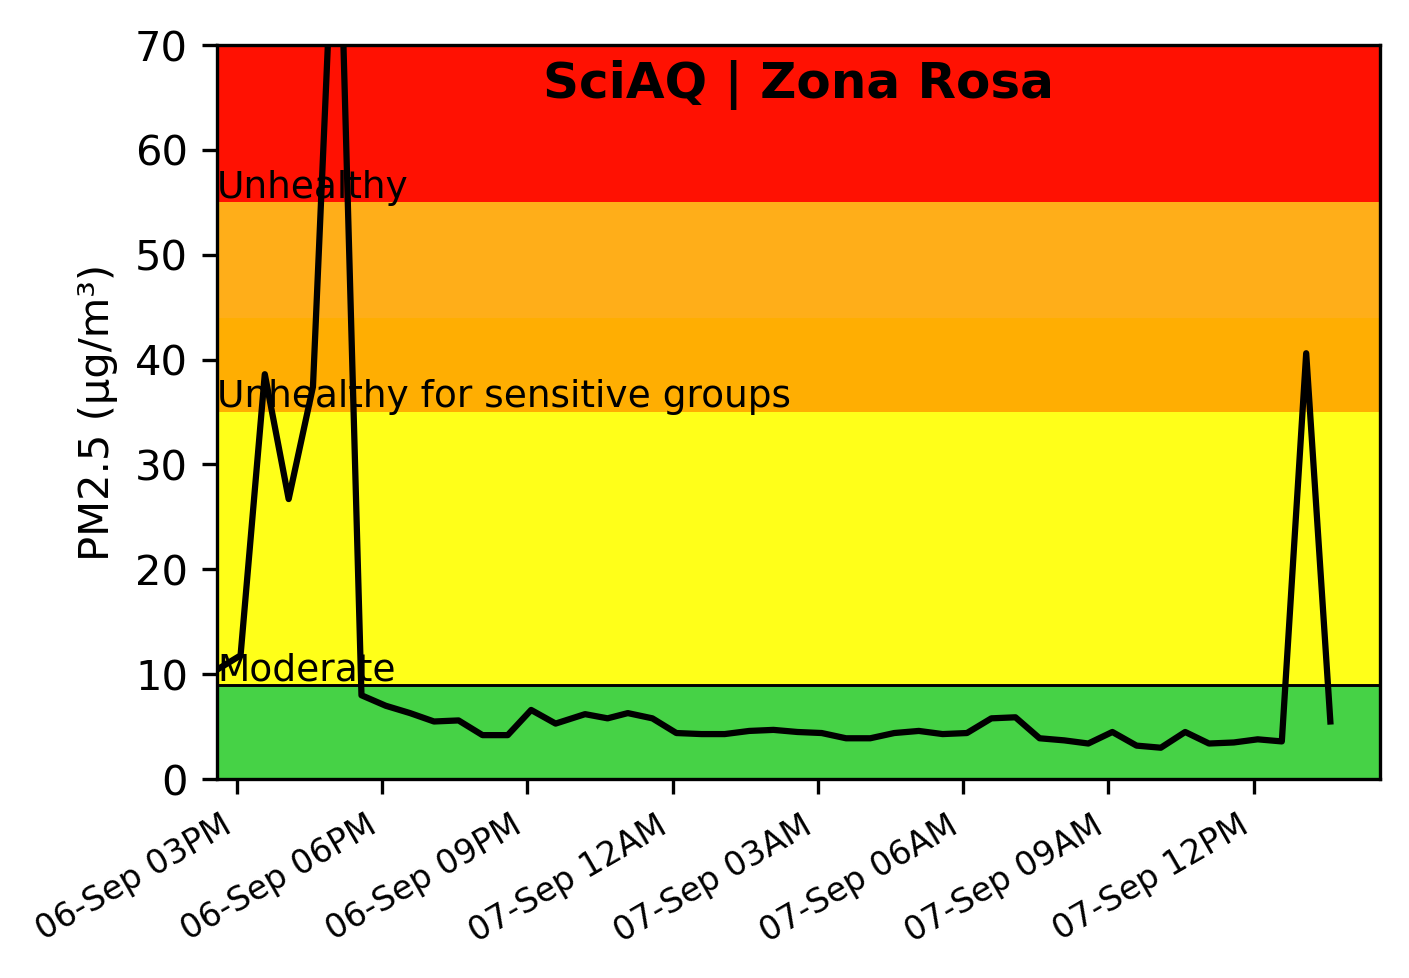 SciAQ | Zona Rosa
PM2.5 (µg/m³)
70
60
50
40
30
20
10
0
Unhealthy
Unhealthy for sensitive groups
Moderate
06-Sep 03PM
06-Sep 06PM
06-Sep 09PM
07-Sep 12AM
07-Sep 03AM
07-Sep 06AM
07-Sep 09AM
07-Sep 12PM